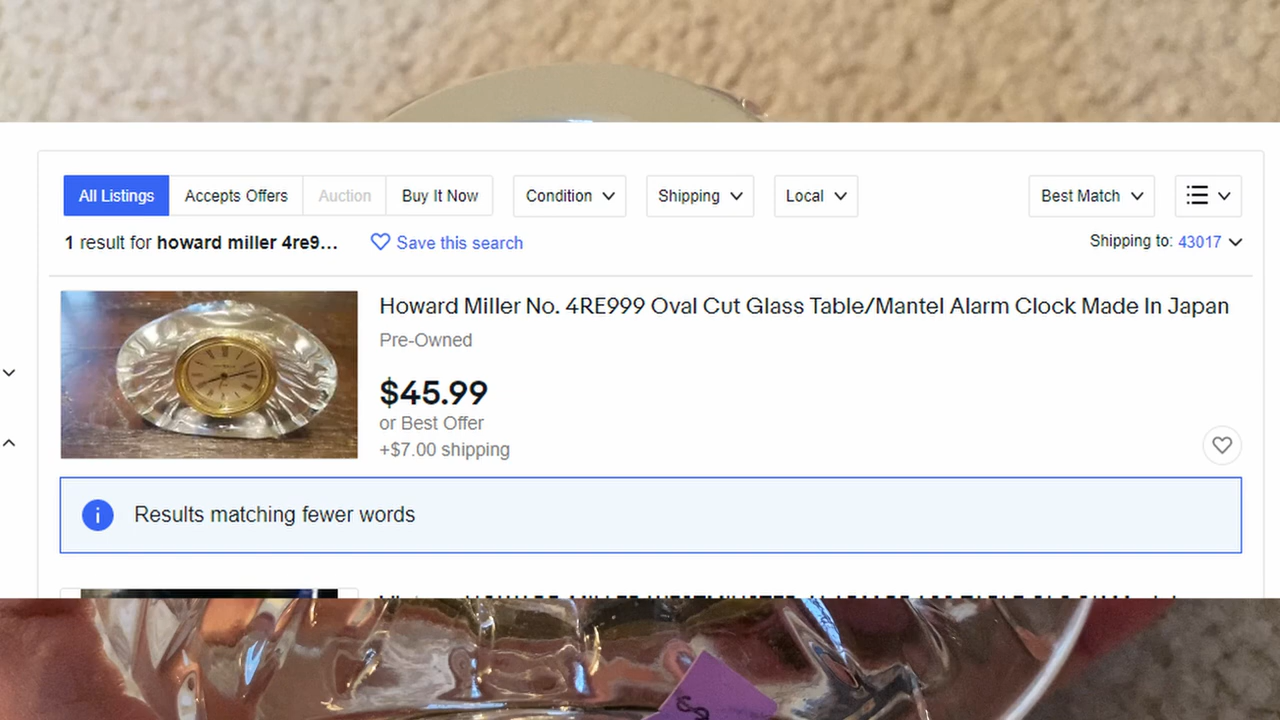 All Listings
Accepts Offers
Auction
Buy It Now
Condition
Shipping
Local
Best Match
1 result for howard miller 4re9...
Save this search
Shipping to: 43017
Howard Miller No. 4RE999 Oval Cut Glass Table/Mantel Alarm Clock Made In Japan
Pre-Owned
$45.99
or Best Offer
+$7.00 shipping
Results matching fewer words